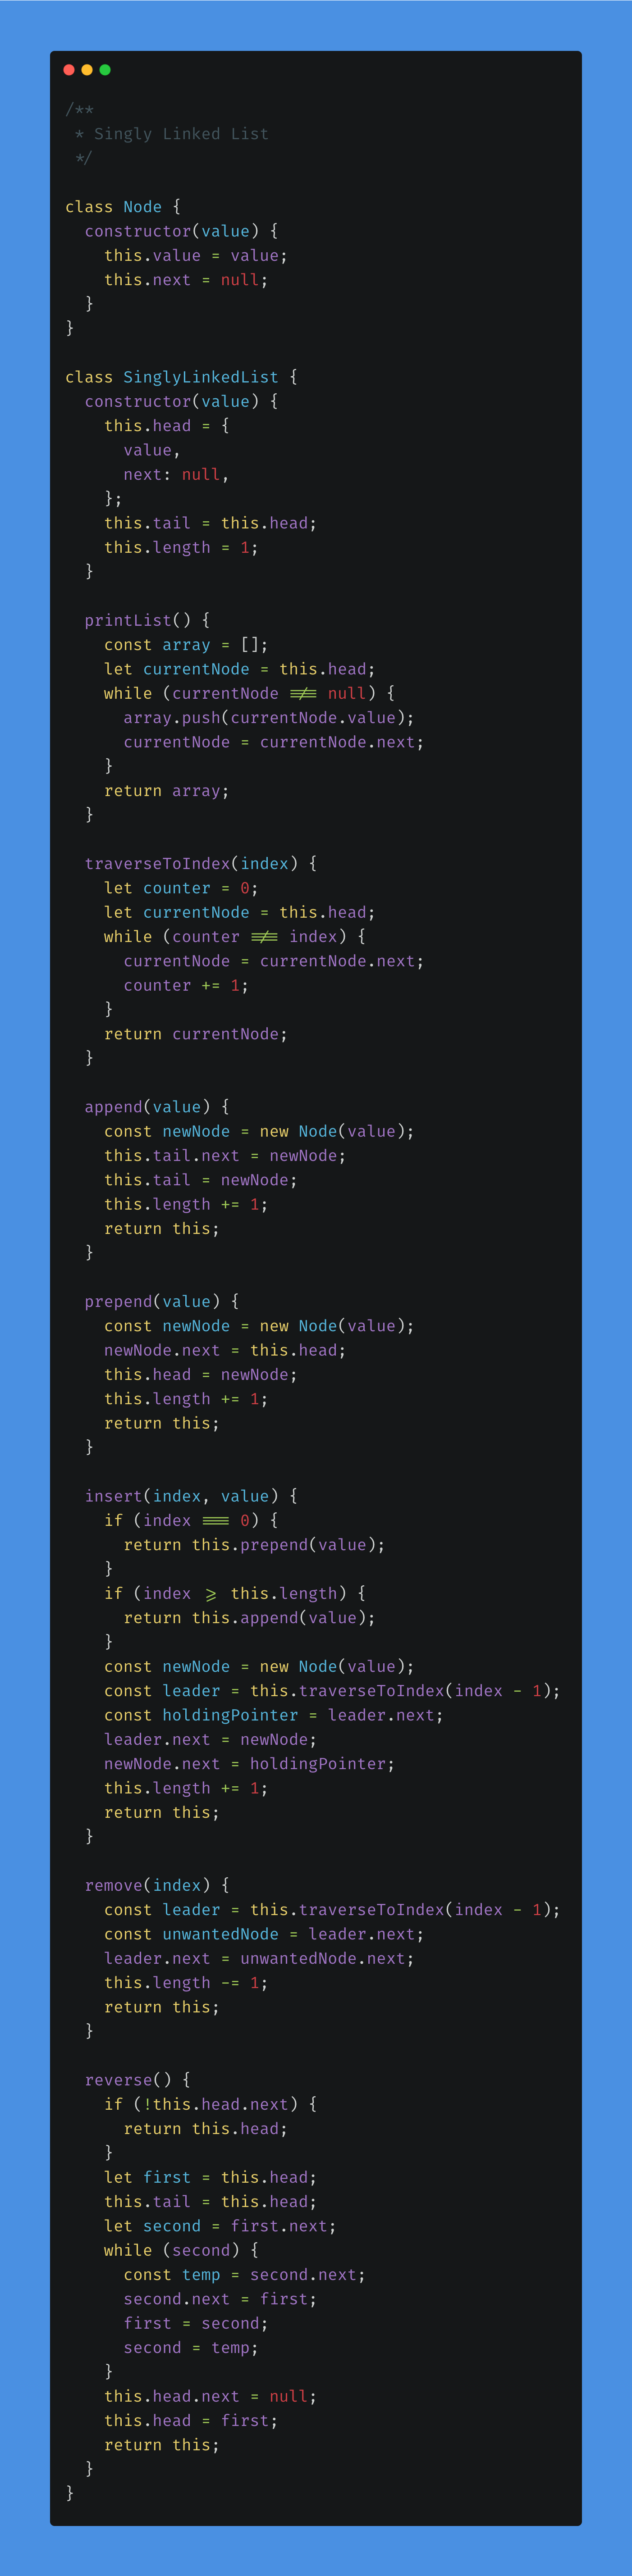 /**
 * Singly Linked List
 */

class Node {
  constructor(value) {
    this.value = value;
    this.next = null;
  }
}

class SinglyLinkedList {
  constructor(value) {
    this.head = {
      value,
      next: null,
    };
    this.tail = this.head;
    this.length = 1;
  }

  printList() {
    const array = [];
    let currentNode = this.head;
    while (currentNode !== null) {
      array.push(currentNode.value);
      currentNode = currentNode.next;
    }
    return array;
  }

  traverseToIndex(index) {
    let counter = 0;
    let currentNode = this.head;
    while (counter !== index) {
      currentNode = currentNode.next;
      counter += 1;
    }
    return currentNode;
  }

  append(value) {
    const newNode = new Node(value);
    this.tail.next = newNode;
    this.tail = newNode;
    this.length += 1;
    return this;
  }

  prepend(value) {
    const newNode = new Node(value);
    newNode.next = this.head;
    this.head = newNode;
    this.length += 1;
    return this;
  }

  insert(index, value) {
    if (index === 0) {
      return this.prepend(value);
    }
    if (index >= this.length) {
      return this.append(value);
    }
    const newNode = new Node(value);
    const leader = this.traverseToIndex(index - 1);
    const holdingPointer = leader.next;
    leader.next = newNode;
    newNode.next = holdingPointer;
    this.length += 1;
    return this;
  }

  remove(index) {
    const leader = this.traverseToIndex(index - 1);
    const unwantedNode = leader.next;
    leader.next = unwantedNode.next;
    this.length -= 1;
    return this;
  }

  reverse() {
    if (!this.head.next) {
      return this.head;
    }
    let first = this.head;
    this.tail = this.head;
    let second = first.next;
    while (second) {
      const temp = second.next;
      second.next = first;
      first = second;
      second = temp;
    }
    this.head.next = null;
    this.head = first;
    return this;
  }
}